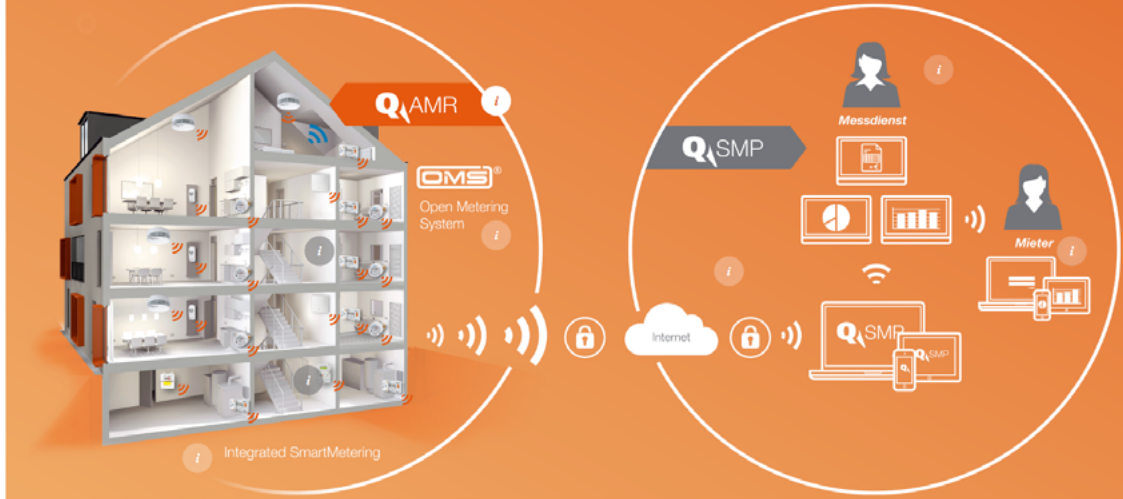 Q AMR
OMS®
Open Metering
System
Integrated SmartMetering
Internet
Q SMP
Messdienst
Mieter
Q SMP
Q SMP
Q
i
i
i
i
i
i
i
i